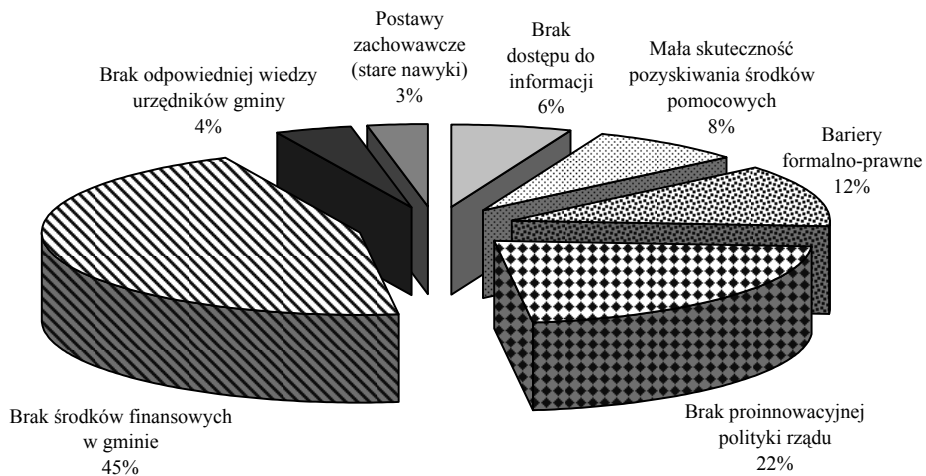 Postawy
zachowawcze
(stare nawyki)
3%
Brak
dostępu do
informacji
6%
Mała skuteczność
pozyskiwania środków
pomocowych
8%
Brak odpowiedniej wiedzy
urzędników gminy
4%
Bariery
formalno-prawne
12%
Brak środków finansowych
w gminie
45%
Brak proinnowacyjnej
polityki rządu
22%